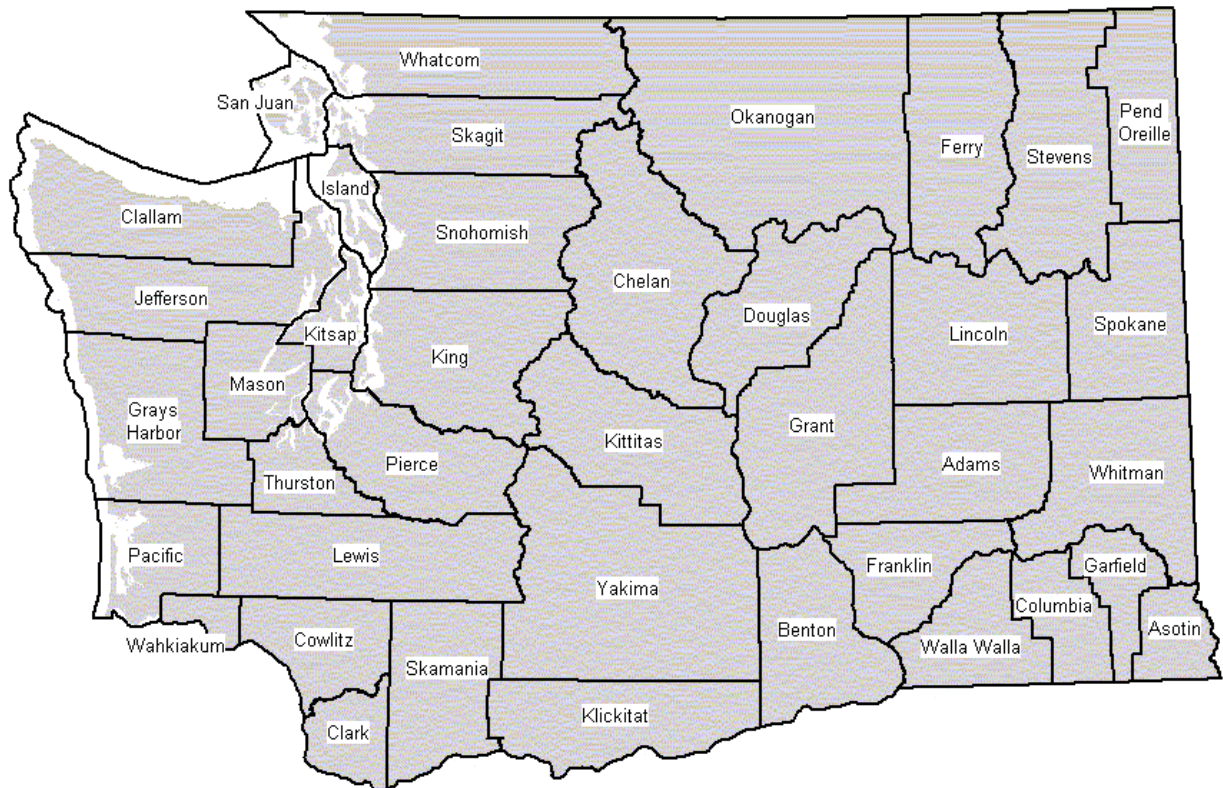 Whatcom
San Juan
Skagit
Okanogan
Pend
Oreille
Ferry
Stevens
Island
Clallam
Snohomish
Chelan
Jefferson
Douglas
Kitsap
Lincoln
Spokane
King
Mason
Grays
Harbor
Grant
Kittitas
Pierce
Adams
Whitman
Thurston
Pacific
Lewis
Franklin
Garfield
Yakima
Columbia
Benton
Asotin
Wahkiakum
Cowlitz
Walla Walla
Skamania
Klickitat
Clark